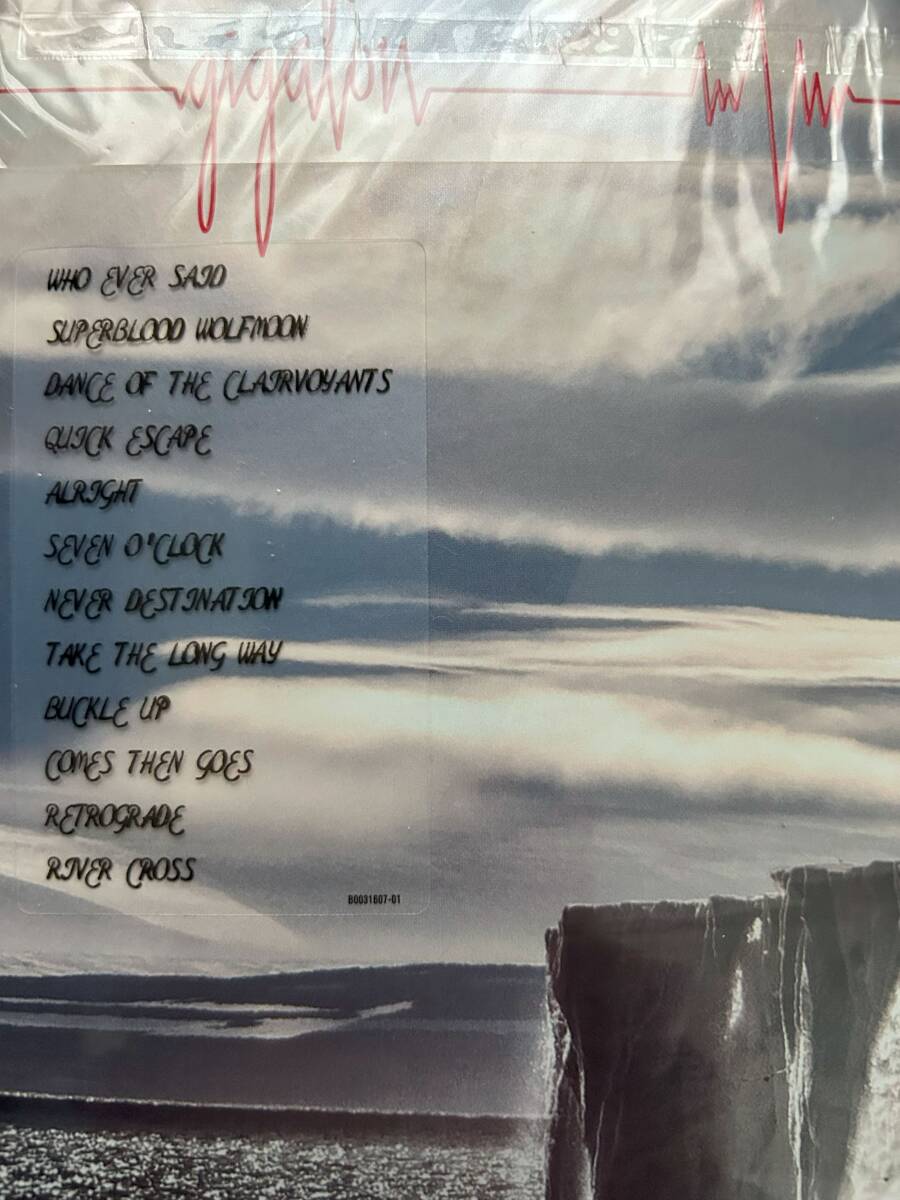 gigaton
WHO EVER SAID
SUPERBLOOD WOLFMOON
DANCE OF THE CLAIRVOYANTS
QUICK ESCAPE
ALRIGHT
SEVEN O'CLOCK
NEVER DESTINATION
TAKE THE LONG WAY
BUCKLE UP
COMES THEN GOES
RETROGRADE
RIVER CROSS
B0031607-01